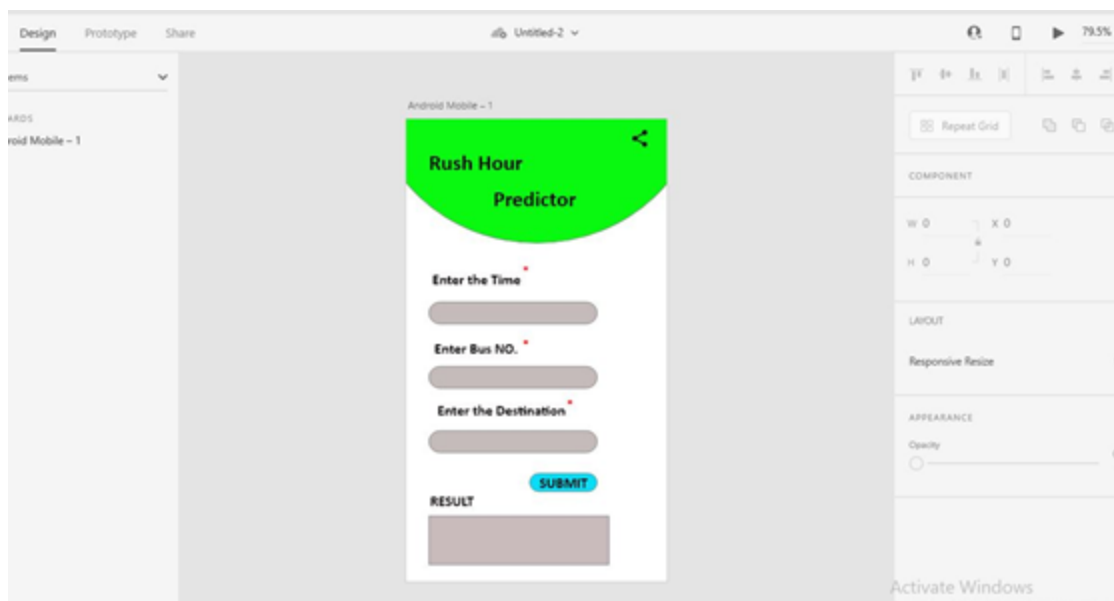 Design Prototype Share
Untitled-2
79.5%
ems
ARDS
roid Mobile – 1
Android Mobile – 1
Rush Hour
Predictor
Enter the Time *
Enter Bus NO. *
Enter the Destination *
SUBMIT
RESULT
Repeat Grid
COMPONENT
W 0 X 0
H 0 Y 0
LAYOUT
Responsive Resize
APPEARANCE
Opacity
Activate Windows